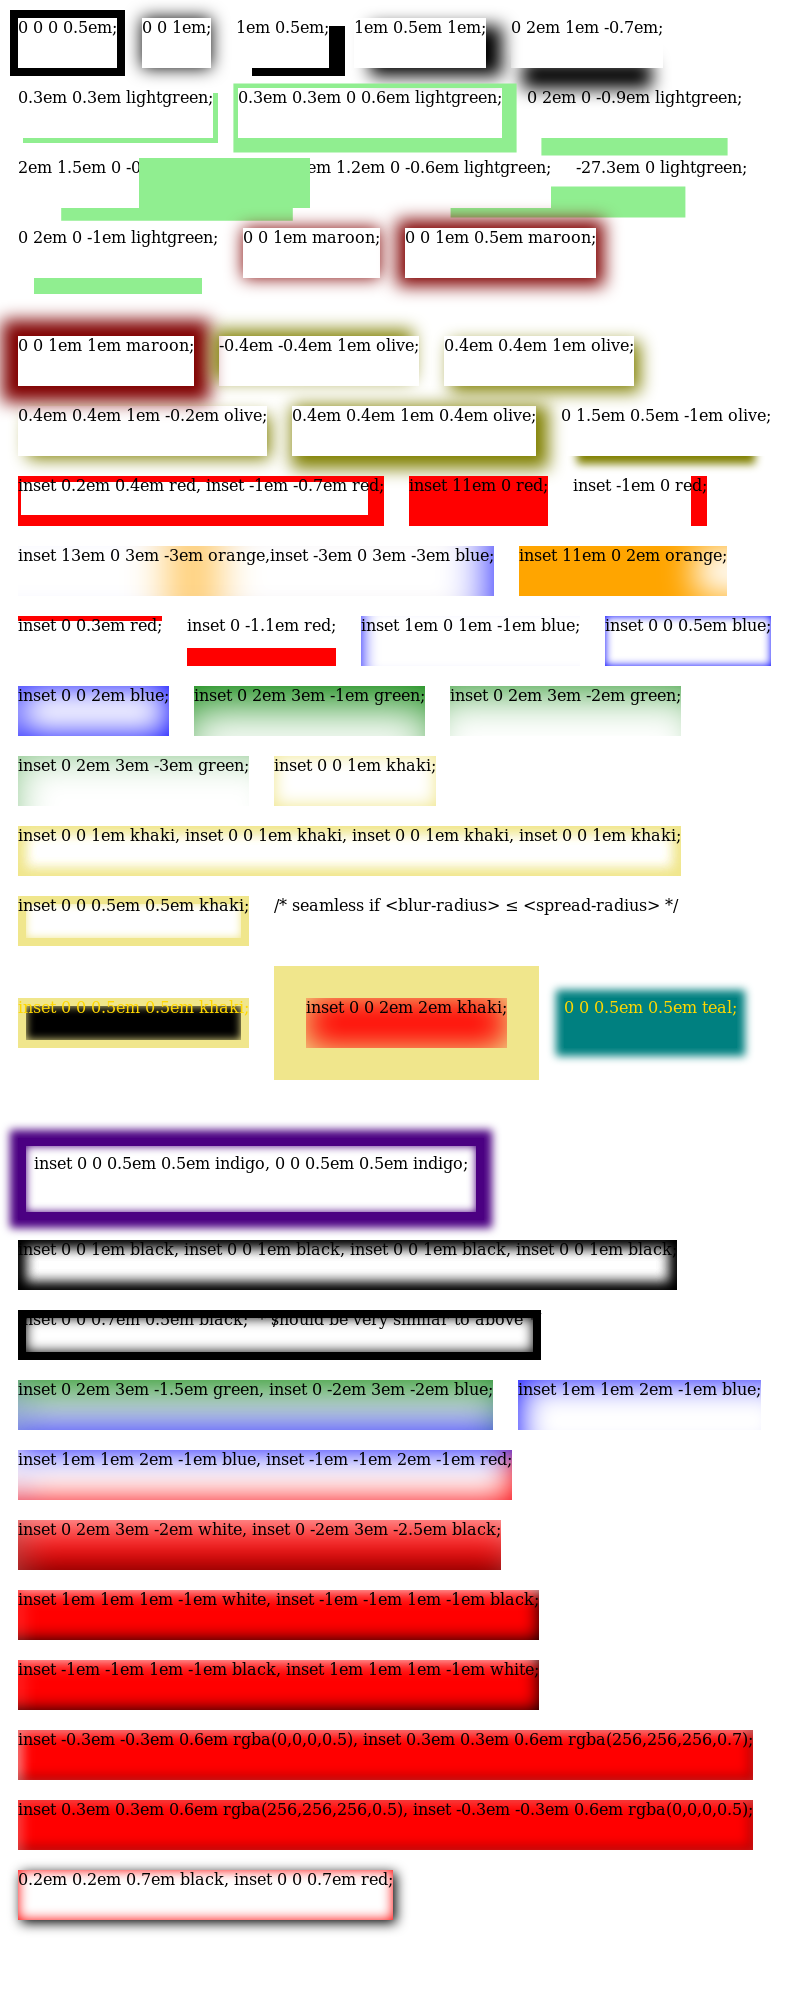 0 0 0 0.5em; 0 0 1em; 1em 0.5em; 1em 0.5em 1em; 0 2em 1em -0.7em;
0.3em 0.3em lightgreen; 0.3em 0.3em 0 0.6em lightgreen; 0 2em 0 -0.9em lightgreen;
2em 1.5em 0 -0 em 1.2em 0 -0.6em lightgreen; -27.3em 0 lightgreen;
0 2em 0 -1em lightgreen; 0 0 1em maroon; 0 0 1em 0.5em maroon;
0 0 1em 1em maroon; -0.4em -0.4em 1em olive; 0.4em 0.4em 1em olive;
0.4em 0.4em 1em -0.2em olive; 0.4em 0.4em 1em 0.4em olive; 0 1.5em 0.5em -1em olive;
inset 0.2em 0.4em red, inset -1em -0.7em red; inset 11em 0 red; inset -1em 0 red;
inset 13em 0 3em -3em orange,inset -3em 0 3em -3em blue; inset 11em 0 2em orange;
inset 0 0.3em red; inset 0 -1.1em red; inset 1em 0 1em -1em blue; inset 0 0 0.5em blue;
inset 0 0 2em blue; inset 0 2em 3em -1em green; inset 0 2em 3em -2em green;
inset 0 2em 3em -3em green; inset 0 0 1em khaki;
inset 0 0 1em khaki, inset 0 0 1em khaki, inset 0 0 1em khaki, inset 0 0 1em khaki;
inset 0 0 0.5em 0.5em khaki; /* seamless if <blur-radius> ≤ <spread-radius> */
inset 0 0 0.5em 0.5em khaki; inset 0 0 2em 2em khaki; 0 0 0.5em 0.5em teal;
inset 0 0 0.5em 0.5em indigo, 0 0 0.5em 0.5em indigo;
inset 0 0 1em black, inset 0 0 1em black, inset 0 0 1em black, inset 0 0 1em black;
inset 0 0 0.7em 0.5em black; should be very similar to above
inset 0 2em 3em -1.5em green, inset 0 -2em 3em -2em blue; inset 1em 1em 2em -1em blue;
inset 1em 1em 2em -1em blue, inset -1em -1em 2em -1em red;
inset 0 2em 3em -2em white, inset 0 -2em 3em -2.5em black;
inset 1em 1em 1em -1em white, inset -1em -1em 1em -1em black;
inset -1em -1em 1em -1em black, inset 1em 1em 1em -1em white;
inset -0.3em -0.3em 0.6em rgba(0,0,0,0.5), inset 0.3em 0.3em 0.6em rgba(256,256,256,0.7);
inset 0.3em 0.3em 0.6em rgba(256,256,256,0.5), inset -0.3em -0.3em 0.6em rgba(0,0,0,0.5);
0.2em 0.2em 0.7em black, inset 0 0 0.7em red;